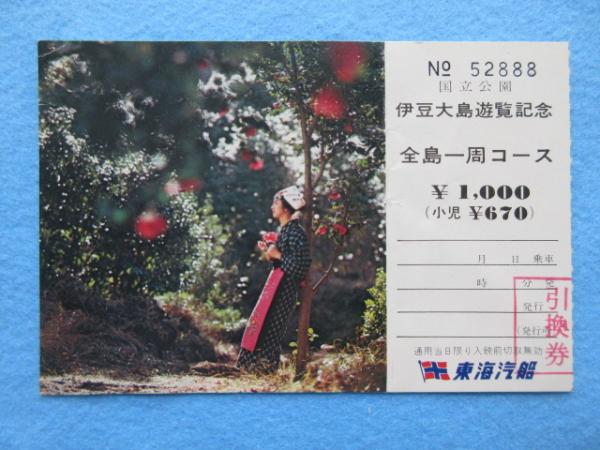 № 52888
国立公園
伊豆大島遊覧記念
全島一周コース
¥ 1,000
(小児 ¥670)
月 日 乗車
時 分 発
発行
(発行
引換券
通用当日限り入鋏前切取無効
東海汽船